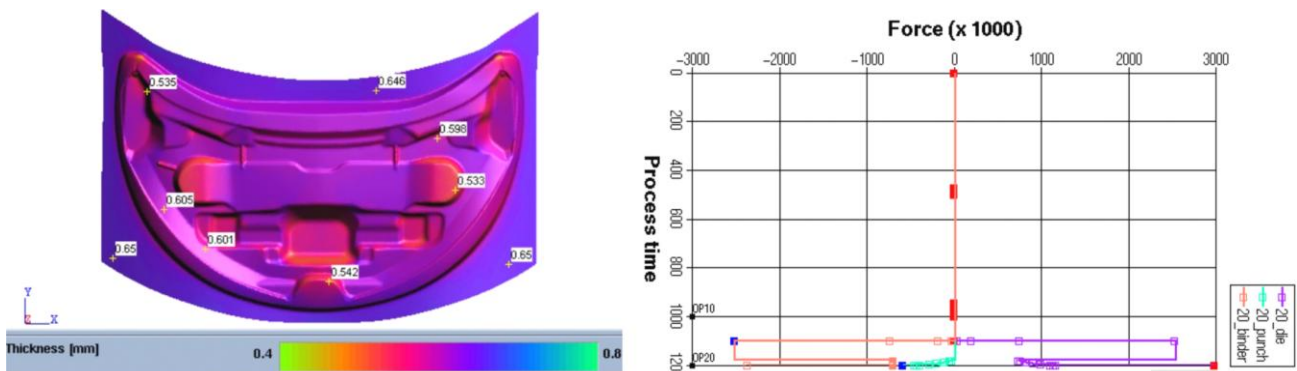 0.535
0.646
0.598
0.533
0.605
0.601
0.65
0.65
0.542
Y
Z
X
Thickness [mm]
0.4
0.8
Force (x 1000)
-3000
-2000
-1000
0
1000
2000
3000
Process time
0
200
400
600
800
1000
120
OP10
OP20
20_binder
20_punch
20_die